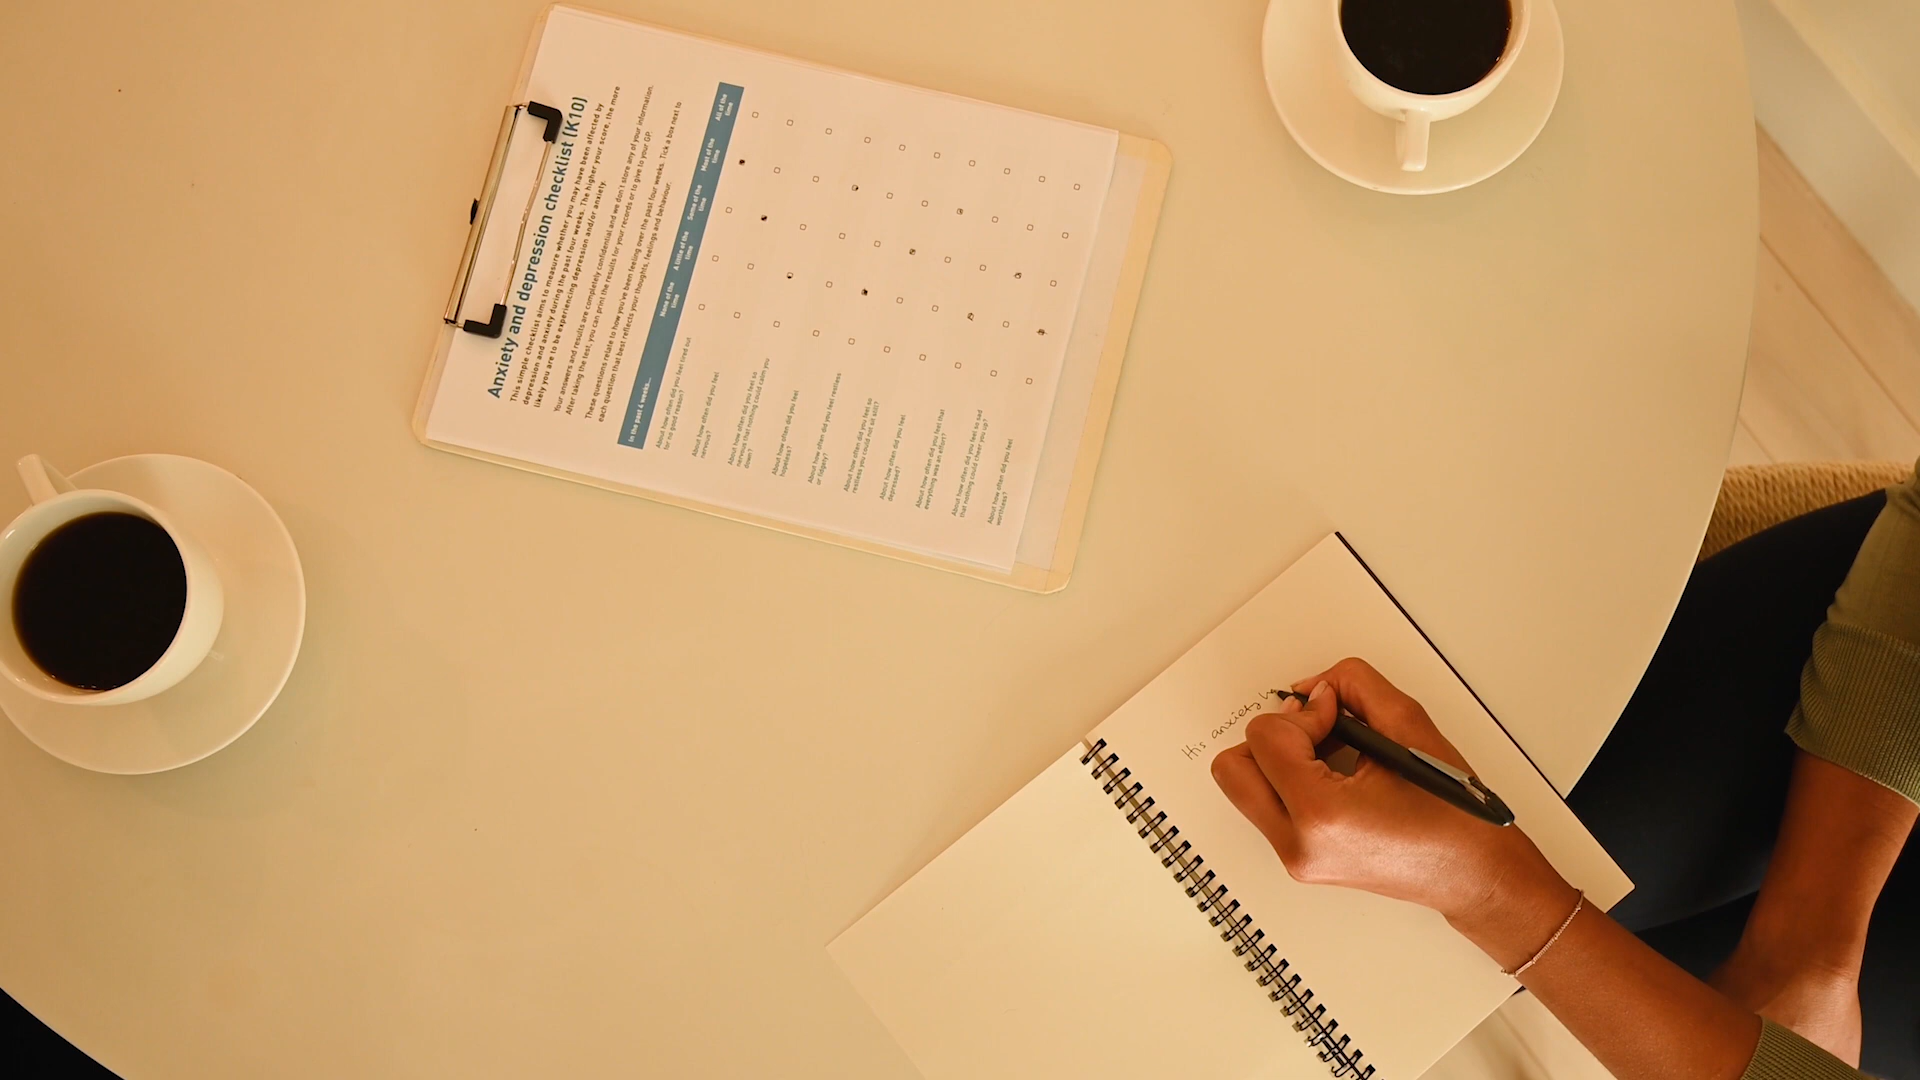 Anxiety and depression checklist (K10)
This simple checklist aims to measure whether you may have been affected by
depression and anxiety during the past four weeks. The higher your score, the more
likely you are to be experiencing depression and/or anxiety.
Your answers and results are completely confidential and we don't store any of your information.
After taking the test, you can print the results for your records or to give to your GP.
These questions relate to how you've been feeling over the past four weeks. Tick a box next to
each question that best reflects your thoughts, feelings and behaviour.
In the past 4 weeks... None of the time A little of the time Some of the time Most of the time All of the time
About how often did you feel tired out
for no good reason?
About how often did you feel
nervous?
About how often did you feel so
nervous that nothing could calm you
down?
About how often did you feel
hopeless?
About how often did you feel restless
or fidgety?
About how often did you feel so
restless you could not sit still?
About how often did you feel
depressed?
About how often did you feel that
everything was an effort?
About how often did you feel so sad
that nothing could cheer you up?
About how often did you feel
worthless?
His anxiety